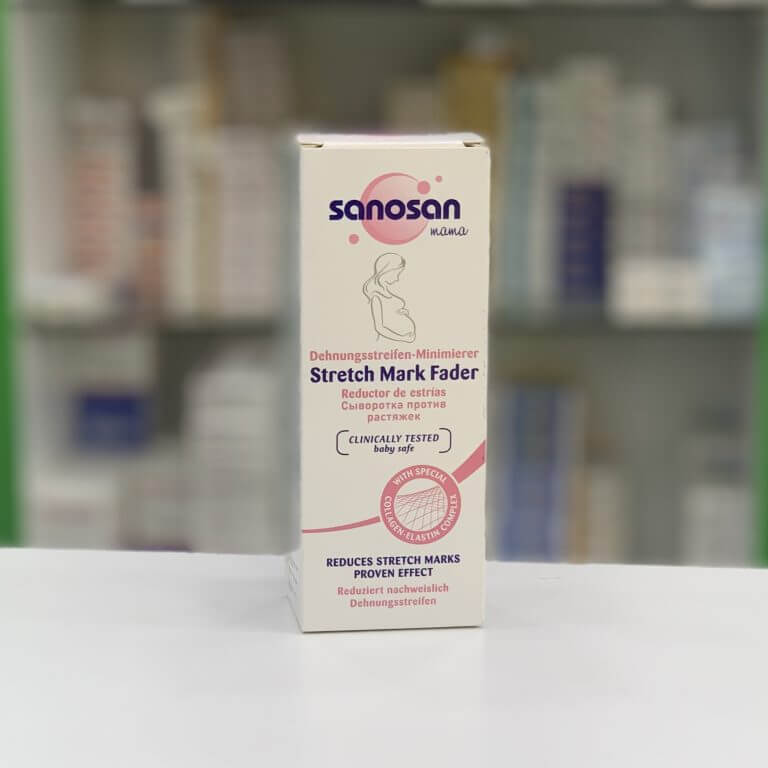 sanosan
mama
Dehnungsstreifen-Minimierer
Stretch Mark Fader
Reductor de estrías
Сыворотка против
растяжек
CLINICALLY TESTED
baby safe
WITH SPECIAL
COLLAGEN-ELASTIN COMPLEX
REDUCES STRETCH MARKS
PROVEN EFFECT
Reduziert nachweislich
Dehnungsstreifen